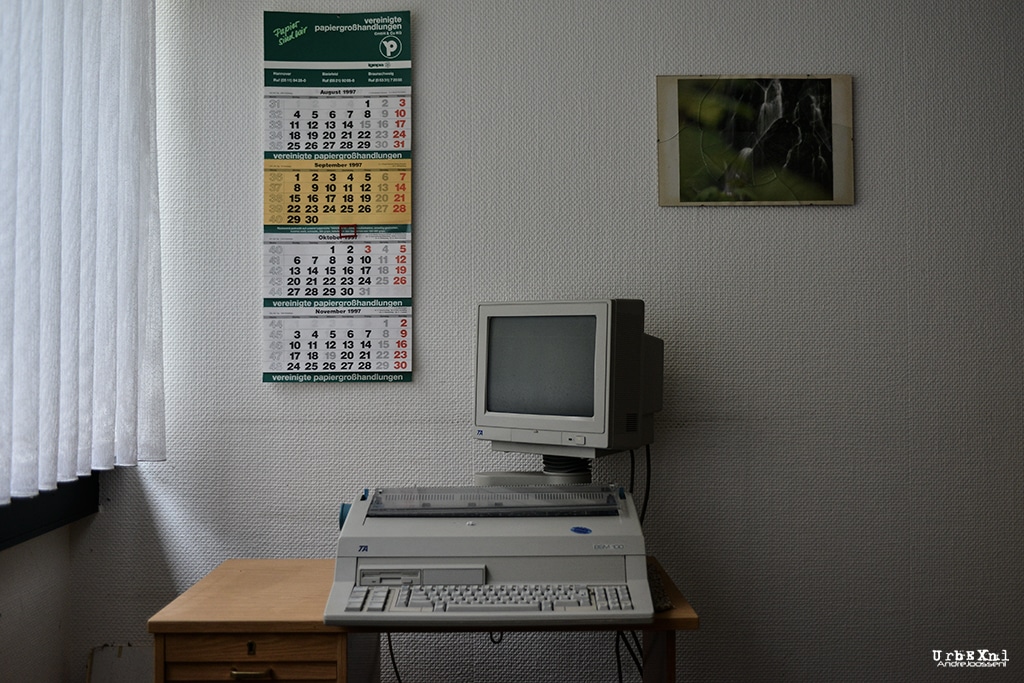 Papier
sind wir
vereinigte
papiergroßhandlungen
GmbH & Co KG
igepa
Hannover Bielefeld Braunschweig
August 1997
31 1 2 3
32 4 5 6 7 8 9 10
33 11 12 13 14 15 16 17
34 18 19 20 21 22 23 24
35 25 26 27 28 29 30 31
vereinigte papiergroßhandlungen
September 1997
36 1 2 3 4 5 6 7
37 8 9 10 11 12 13 14
38 15 16 17 18 19 20 21
39 22 23 24 25 26 27 28
40 29 30
Oktober 1997
40 1 2 3 4 5
41 6 7 8 9 10 11 12
42 13 14 15 16 17 18 19
43 20 21 22 23 24 25 26
44 27 28 29 30 31
vereinigte papiergroßhandlungen
November 1997
44 1 2
45 3 4 5 6 7 8 9
46 10 11 12 13 14 15 16
47 17 18 19 20 21 22 23
48 24 25 26 27 28 29 30
vereinigte papiergroßhandlungen
TA
TA
UrbEXnl
AndreJoosse.nl